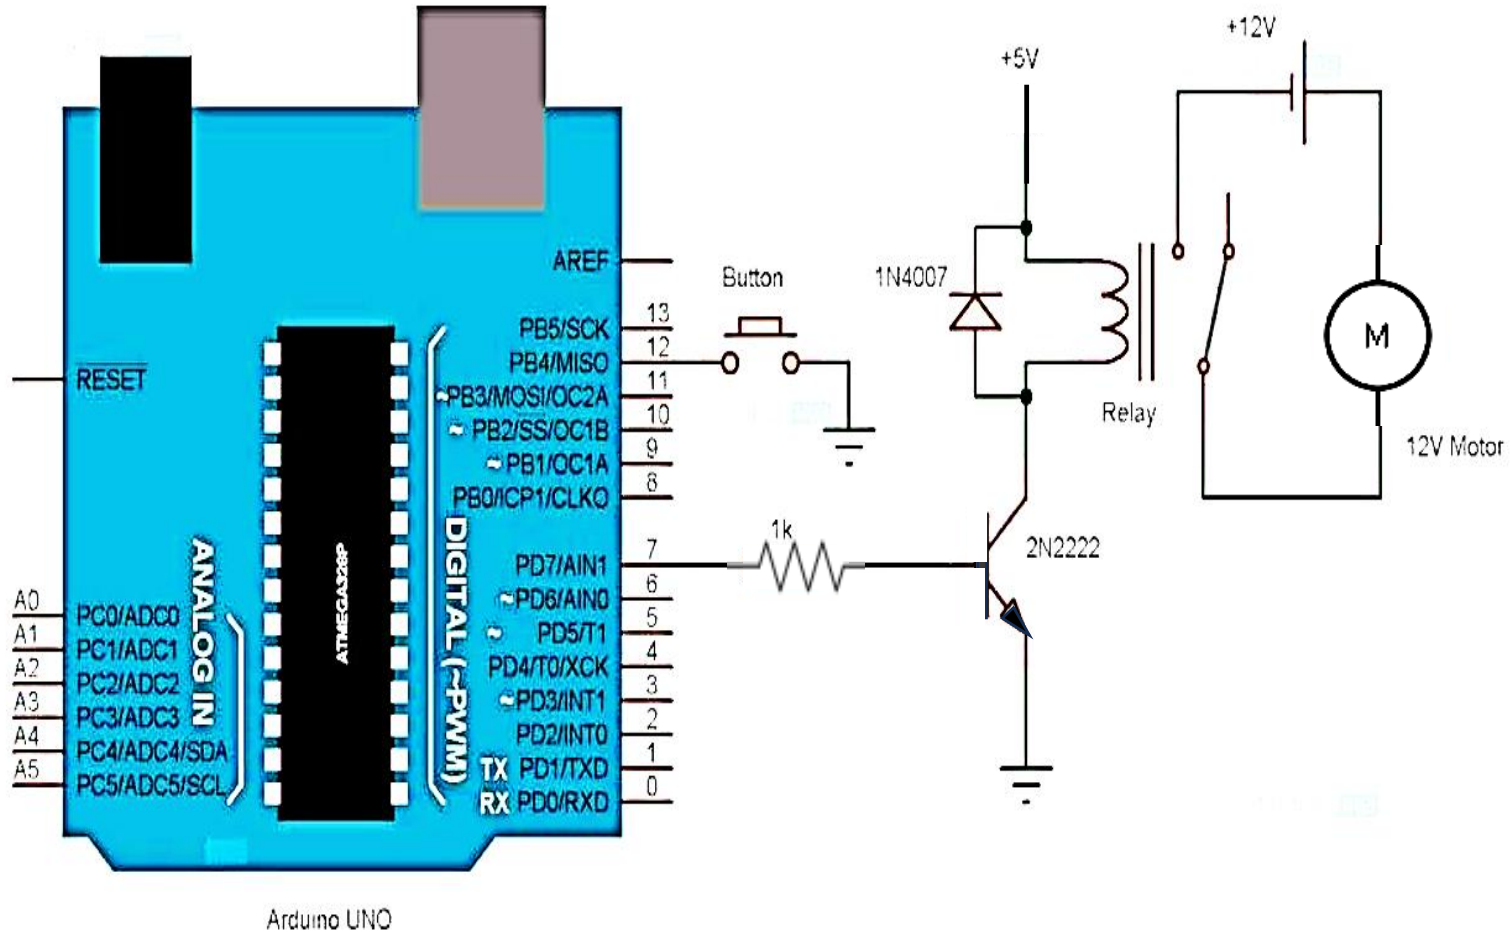 +12V
+5V
AREF
Button
1N4007
PB5/SCK 13
PB4/MISO 12
~PB3/MOSI/OC2A 11
~ PB2/SS/OC1B 10
~ PB1/OC1A 9
PB0/ICP1/CLKO 8
RESET
Relay
M
12V Motor
1k
2N2222
PD7/AIN1 7
~PD6/AIN0 6
~ PD5/T1 5
PD4/T0/XCK 4
~PD3/INT1 3
PD2/INT0 2
TX PD1/TXD 1
RX PD0/RXD 0
DIGITAL (~PWM)
ATMEGA328P
ANALOG IN
A0 PC0/ADC0
A1 PC1/ADC1
A2 PC2/ADC2
A3 PC3/ADC3
A4 PC4/ADC4/SDA
A5 PC5/ADC5/SCL
Arduino UNO